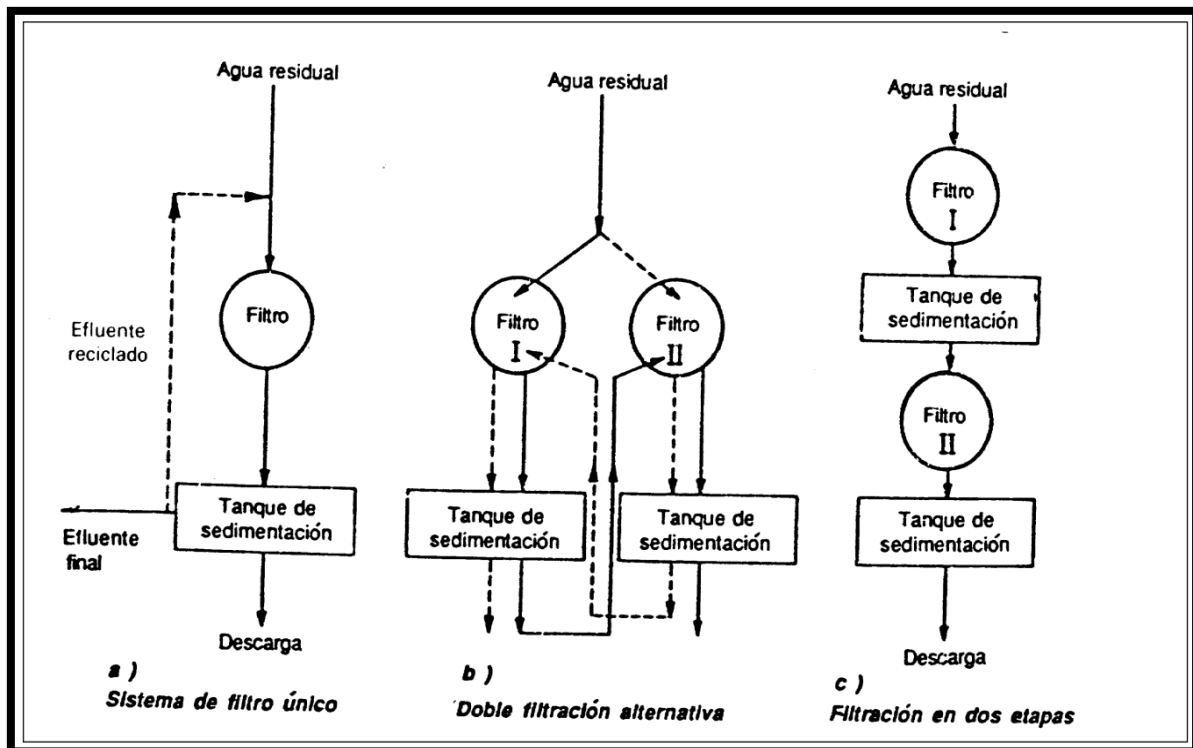 Agua residual
Filtro
Efluente
reciclado
Tanque de
sedimentación
Efluente
final
Descarga
a )
Sistema de filtro único
Agua residual
Filtro
I
Filtro
II
Tanque de
sedimentación
Tanque de
sedimentación
b )
Doble filtración alternativa
Agua residual
Filtro
I
Tanque de
sedimentación
Filtro
II
Tanque de
sedimentación
Descarga
c )
Filtración en dos etapas